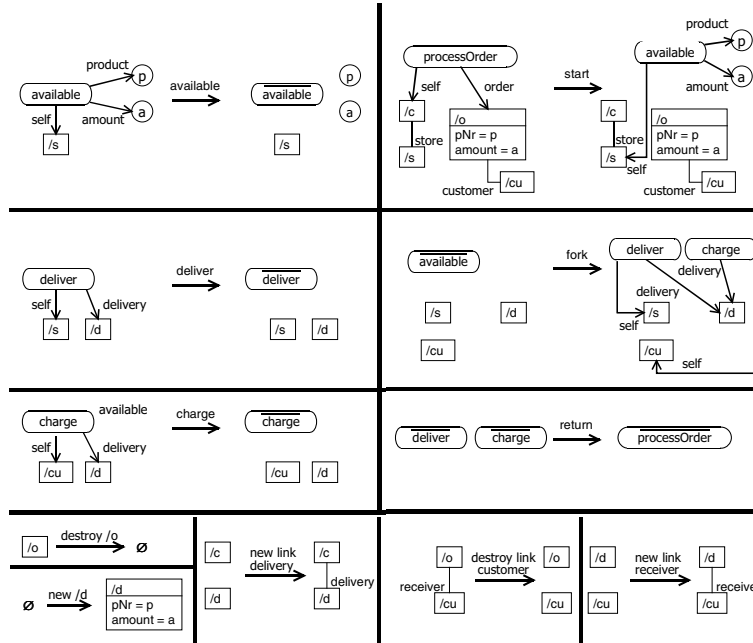 product
p
available
available
available
p
a
self
amount
a
/s
/s
processOrder
self
order
/c
/o
pNr = p
amount = a
store
/s
customer
/cu
start
product
available
p
a
amount
/c
/o
store
pNr = p
amount = a
/s
self
customer
/cu
deliver
deliver
deliver
self
delivery
/s
/d
/s
/d
available
fork
deliver
charge
delivery
/s
/d
delivery
/s
/d
self
/cu
/cu
self
charge
available
charge
charge
self
delivery
/cu
/d
/cu
/d
deliver
charge
return
processOrder
/o
destroy /o
ø
ø
new /d
/d
pNr = p
amount = a
/c
new link
delivery
/c
delivery
/d
/d
/o
destroy link
customer
/o
receiver
/cu
/cu
/d
new link
receiver
/d
receive
/cu
/cu